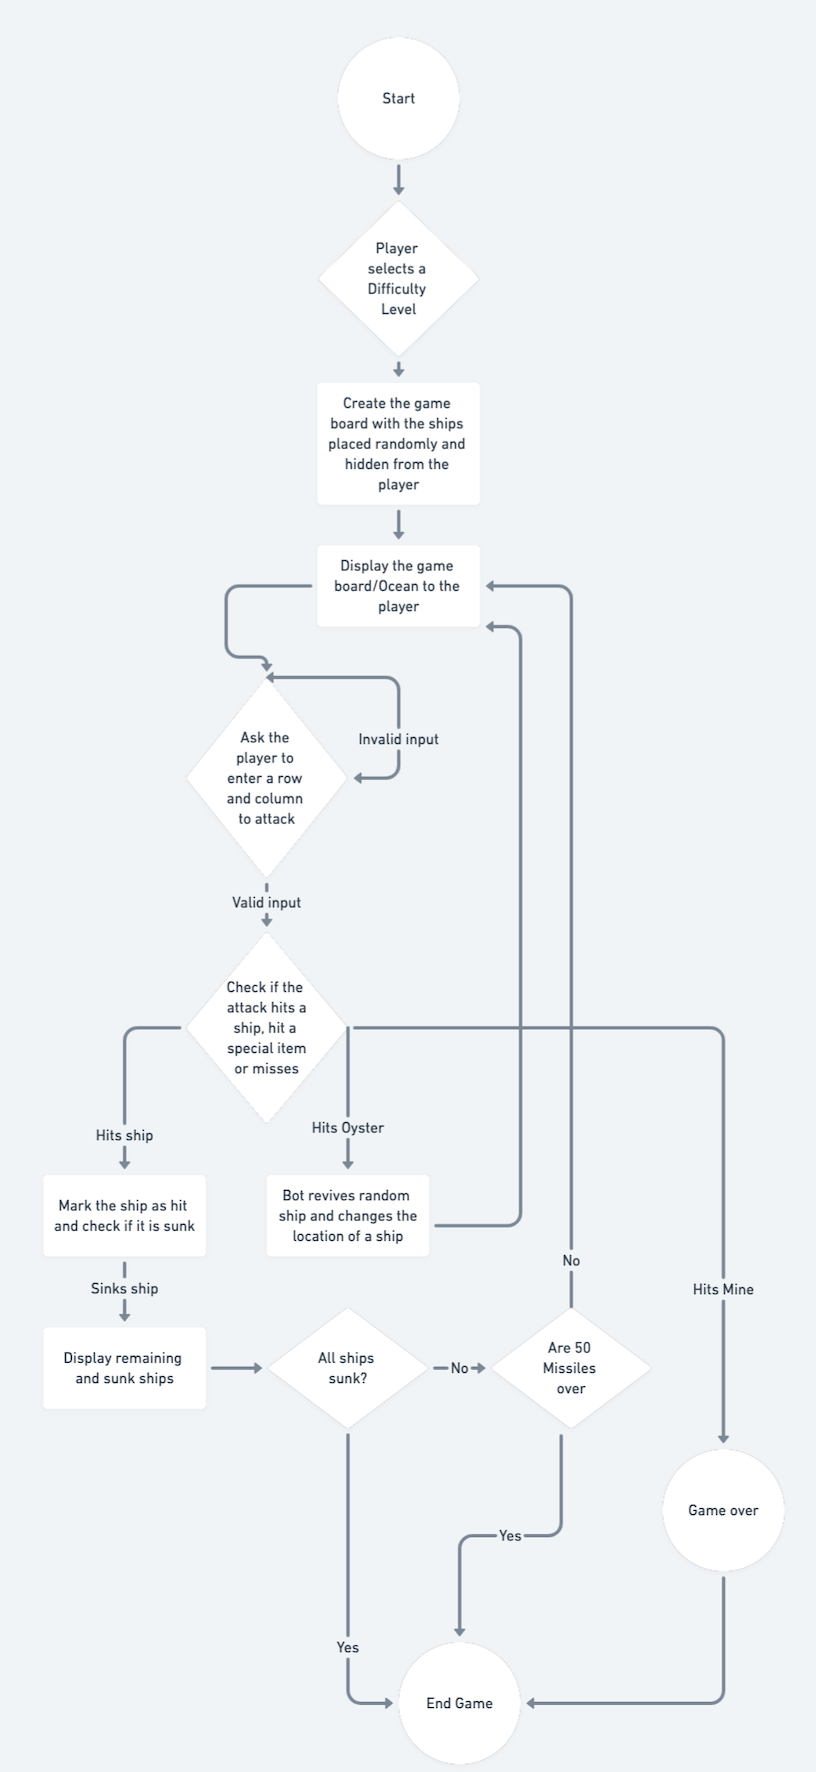 Start
Player
selects a
Difficulty
Level
Create the game
board with the ships
placed randomly and
hidden from the
player
Display the game
board/Ocean to the
player
Invalid input
Ask the
player to
enter a row
and column
to attack
Valid input
Check if the
attack hits a
ship, hit a
special item
or misses
Hits ship
Hits Oyster
Mark the ship as hit
and check if it is sunk
Bot revives random
ship and changes the
location of a ship
No
Hits Mine
Sinks ship
Display remaining
and sunk ships
All ships
sunk?
No
Are 50
Missiles
over
Game over
Yes
Yes
End Game